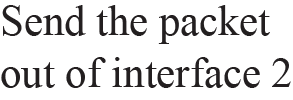 Send the packet
out of interface 2